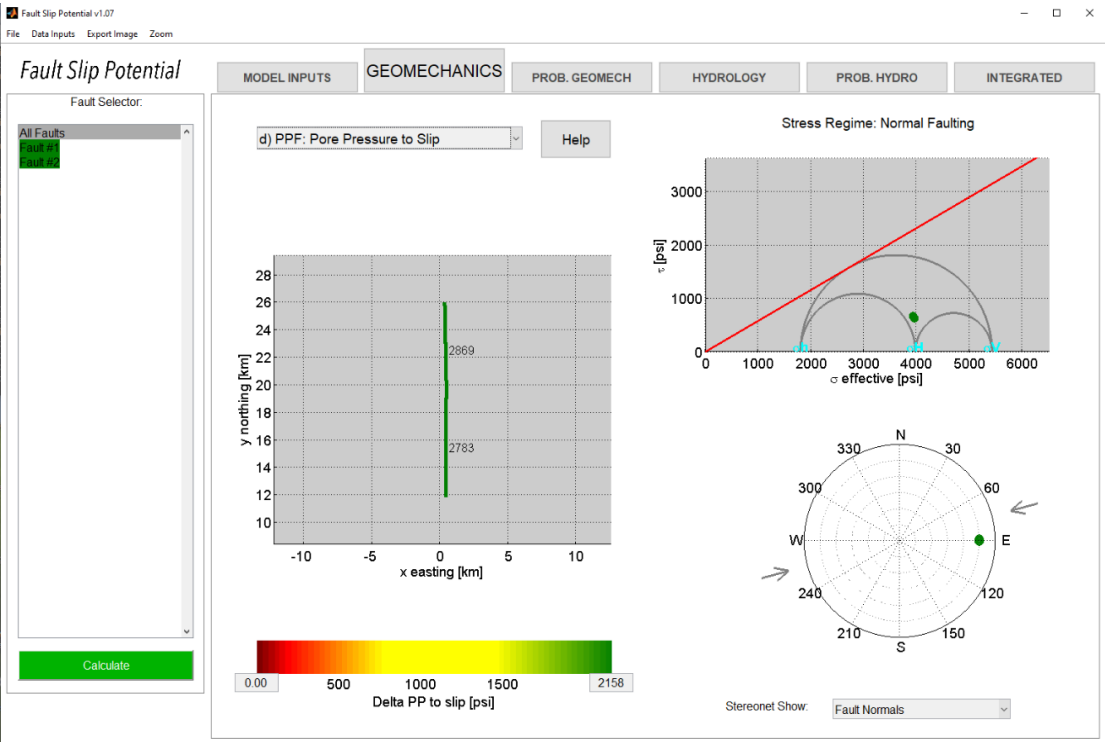 Fault Slip Potential v1.07
File Data Inputs Export Image Zoom
Fault Slip Potential
MODEL INPUTS
GEOMECHANICS
PROB. GEOMECH
HYDROLOGY
PROB. HYDRO
INTEGRATED
Fault Selector:
All Faults
Fault #1
Fault #2
Calculate
d) PPF: Pore Pressure to Slip
Help
28
26
24
22
20
18
16
14
12
10
y northing [km]
2869
2783
-10 -5 0 5 10
x easting [km]
0.00 500 1000 1500 2158
Delta PP to slip [psi]
Stress Regime: Normal Faulting
3000
2000
1000
0
τ [psi]
σh σH σV
0 1000 2000 3000 4000 5000 6000
σ effective [psi]
N
330 30
300 60
W E
240 120
210 150
S
Stereonet Show: Fault Normals